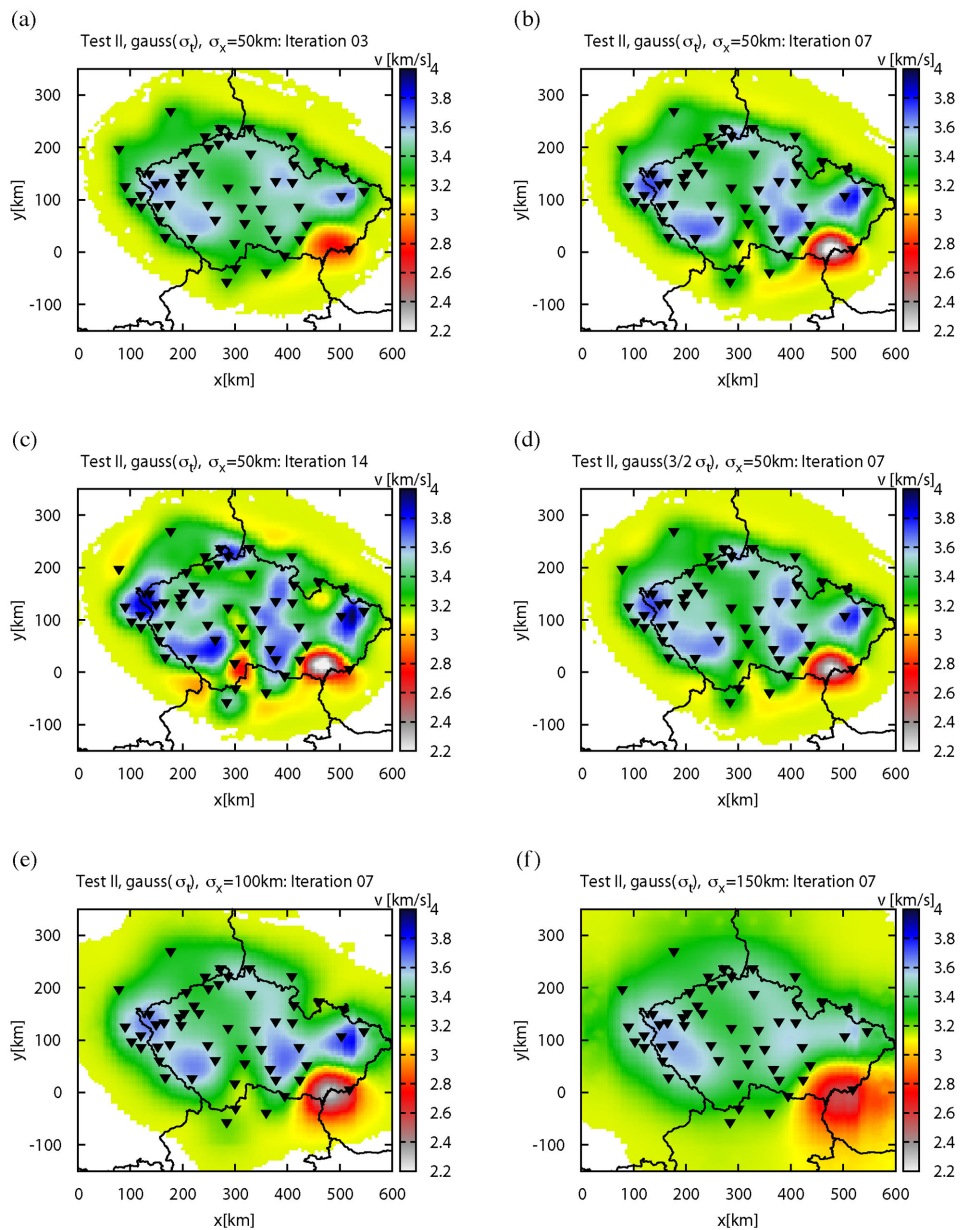 (a)
Test II, gauss(σt), σx=50km: Iteration 03
v [km/s]
4
3.8
3.6
3.4
3.2
3
2.8
2.6
2.4
2.2
300
200
100
0
-100
y[km]
0 100 200 300 400 500 600
x[km]
(b)
Test II, gauss(σt), σx=50km: Iteration 07
v [km/s]
4
3.8
3.6
3.4
3.2
3
2.8
2.6
2.4
2.2
300
200
100
0
-100
y[km]
0 100 200 300 400 500 600
x[km]
(c)
Test II, gauss(σt), σx=50km: Iteration 14
v [km/s]
4
3.8
3.6
3.4
3.2
3
2.8
2.6
2.4
2.2
300
200
100
0
-100
y[km]
0 100 200 300 400 500 600
x[km]
(d)
Test II, gauss(3/2 σt), σx=50km: Iteration 07
v [km/s]
4
3.8
3.6
3.4
3.2
3
2.8
2.6
2.4
2.2
300
200
100
0
-100
y[km]
0 100 200 300 400 500 600
x[km]
(e)
Test II, gauss(σt), σx=100km: Iteration 07
v [km/s]
4
3.8
3.6
3.4
3.2
3
2.8
2.6
2.4
2.2
300
200
100
0
-100
y[km]
0 100 200 300 400 500 600
x[km]
(f)
Test II, gauss(σt), σx=150km: Iteration 07
v [km/s]
4
3.8
3.6
3.4
3.2
3
2.8
2.6
2.4
2.2
300
200
100
0
-100
y[km]
0 100 200 300 400 500 600
x[km]